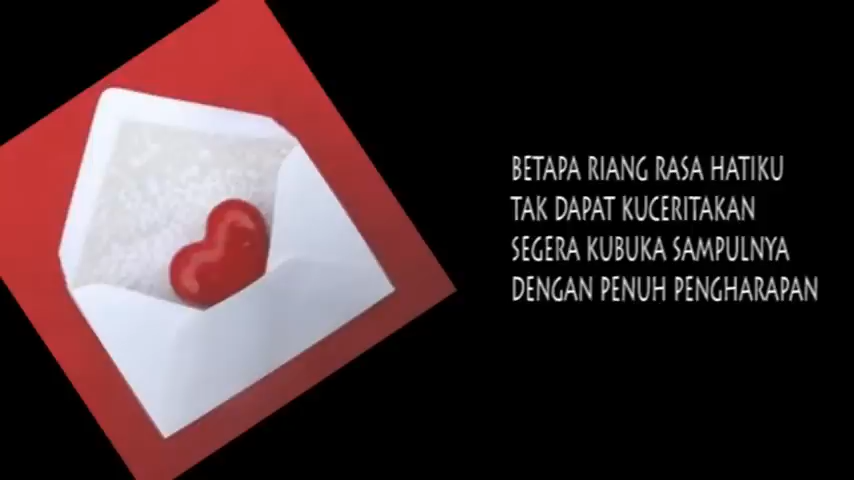 BETAPA RIANG RASA HATIKU
TAK DAPAT KUCERITAKAN
SEGERA KUBUKA SAMPULNYA
DENGAN PENUH PENGHARAPAN